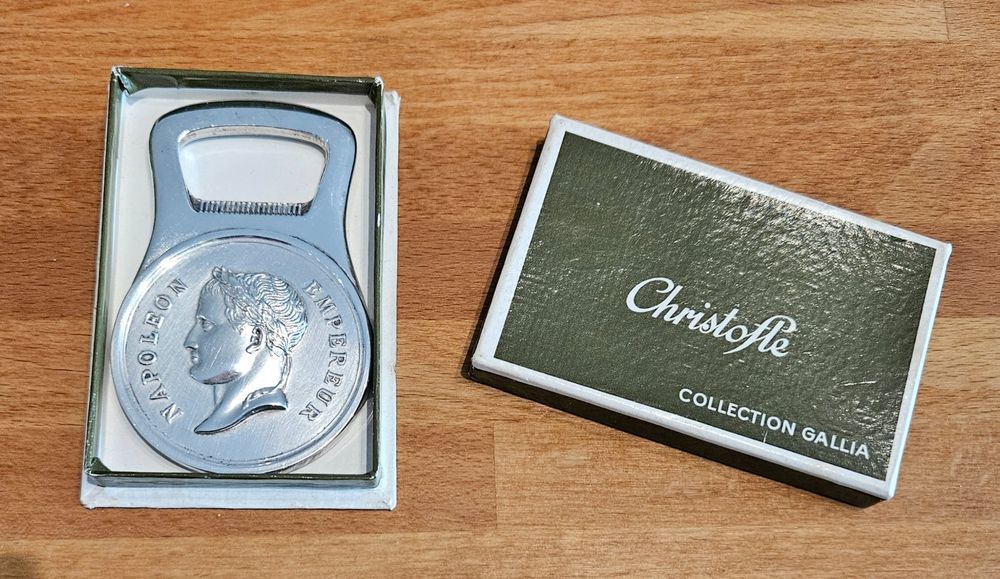 NAPOLEON EMPEREUR
Christofle
COLLECTION GALLIA